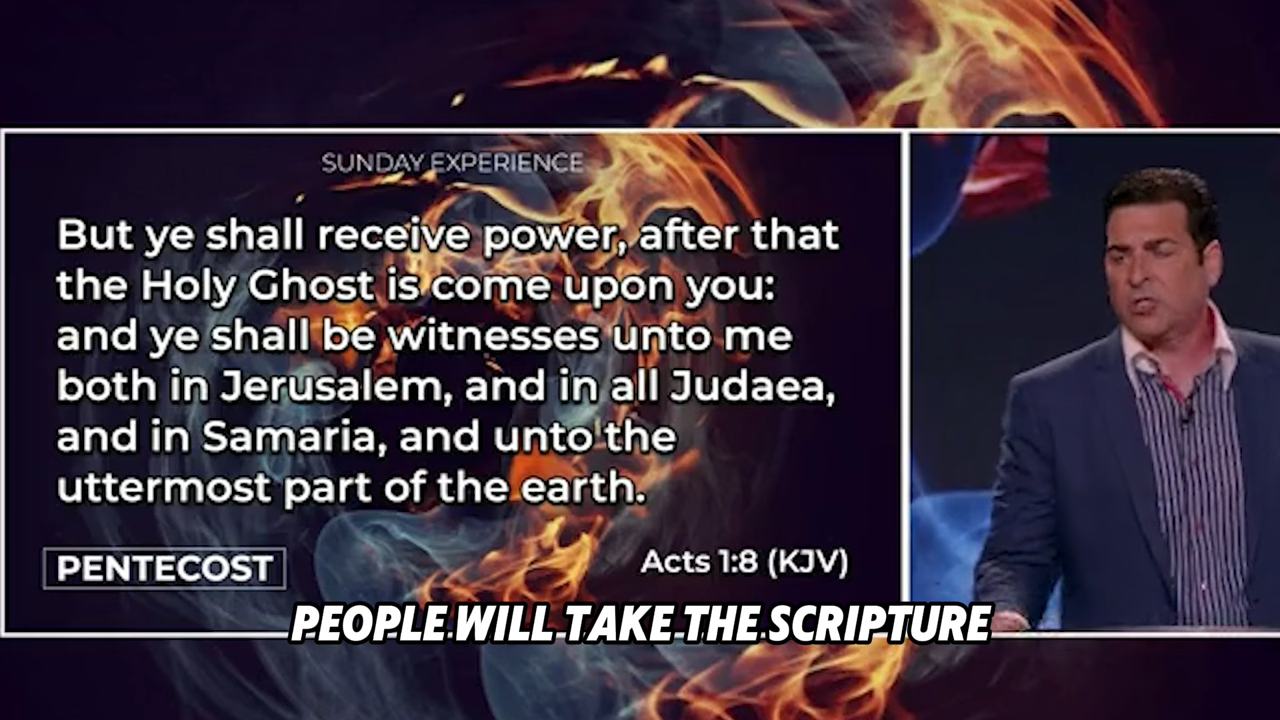 SUNDAY EXPERIENCE
But ye shall receive power, after that
the Holy Ghost is come upon you:
and ye shall be witnesses unto me
both in Jerusalem, and in all Judaea,
and in Samaria, and unto the
uttermost part of the earth.
PENTECOST
Acts 1:8 (KJV)
PEOPLE WILL TAKE THE SCRIPTURE